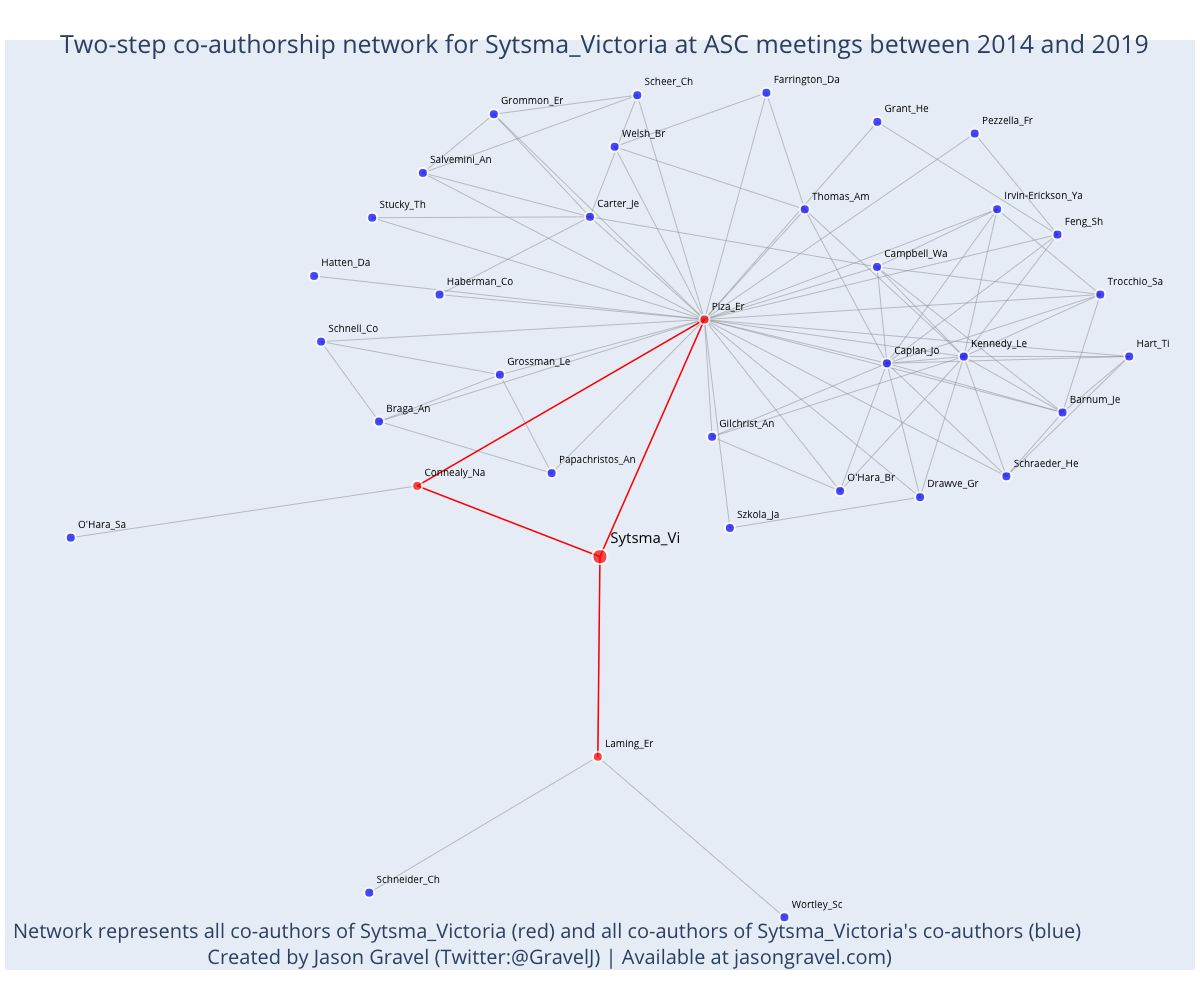 Two-step co-authorship network for Sytsma_Victoria at ASC meetings between 2014 and 2019
Scheer_Ch
Farrington_Da
Grommon_Er
Grant_He
Pezzella_Fr
Welsh_Br
Salvemini_An
Thomas_Am
Irvin-Erickson_Ya
Stucky_Th
Carter_Je
Feng_Sh
Campbell_Wa
Hatten_Da
Haberman_Co
Trocchio_Sa
Piza_Er
Schnell_Co
Grossman_Le
Caplan_Jo
Kennedy_Le
Hart_Ti
Braga_An
Barnum_Je
Gilchrist_An
Connealy_Na
Papachristos_An
Schraeder_He
O'Hara_Br
Drawve_Gr
O'Hara_Sa
Szkola_Ja
Sytsma_Vi
Laming_Er
Schneider_Ch
Wortley_Sc
Network represents all co-authors of Sytsma_Victoria (red) and all co-authors of Sytsma_Victoria's co-authors (blue)
Created by Jason Gravel (Twitter:@GravelJ) | Available at jasongravel.com)